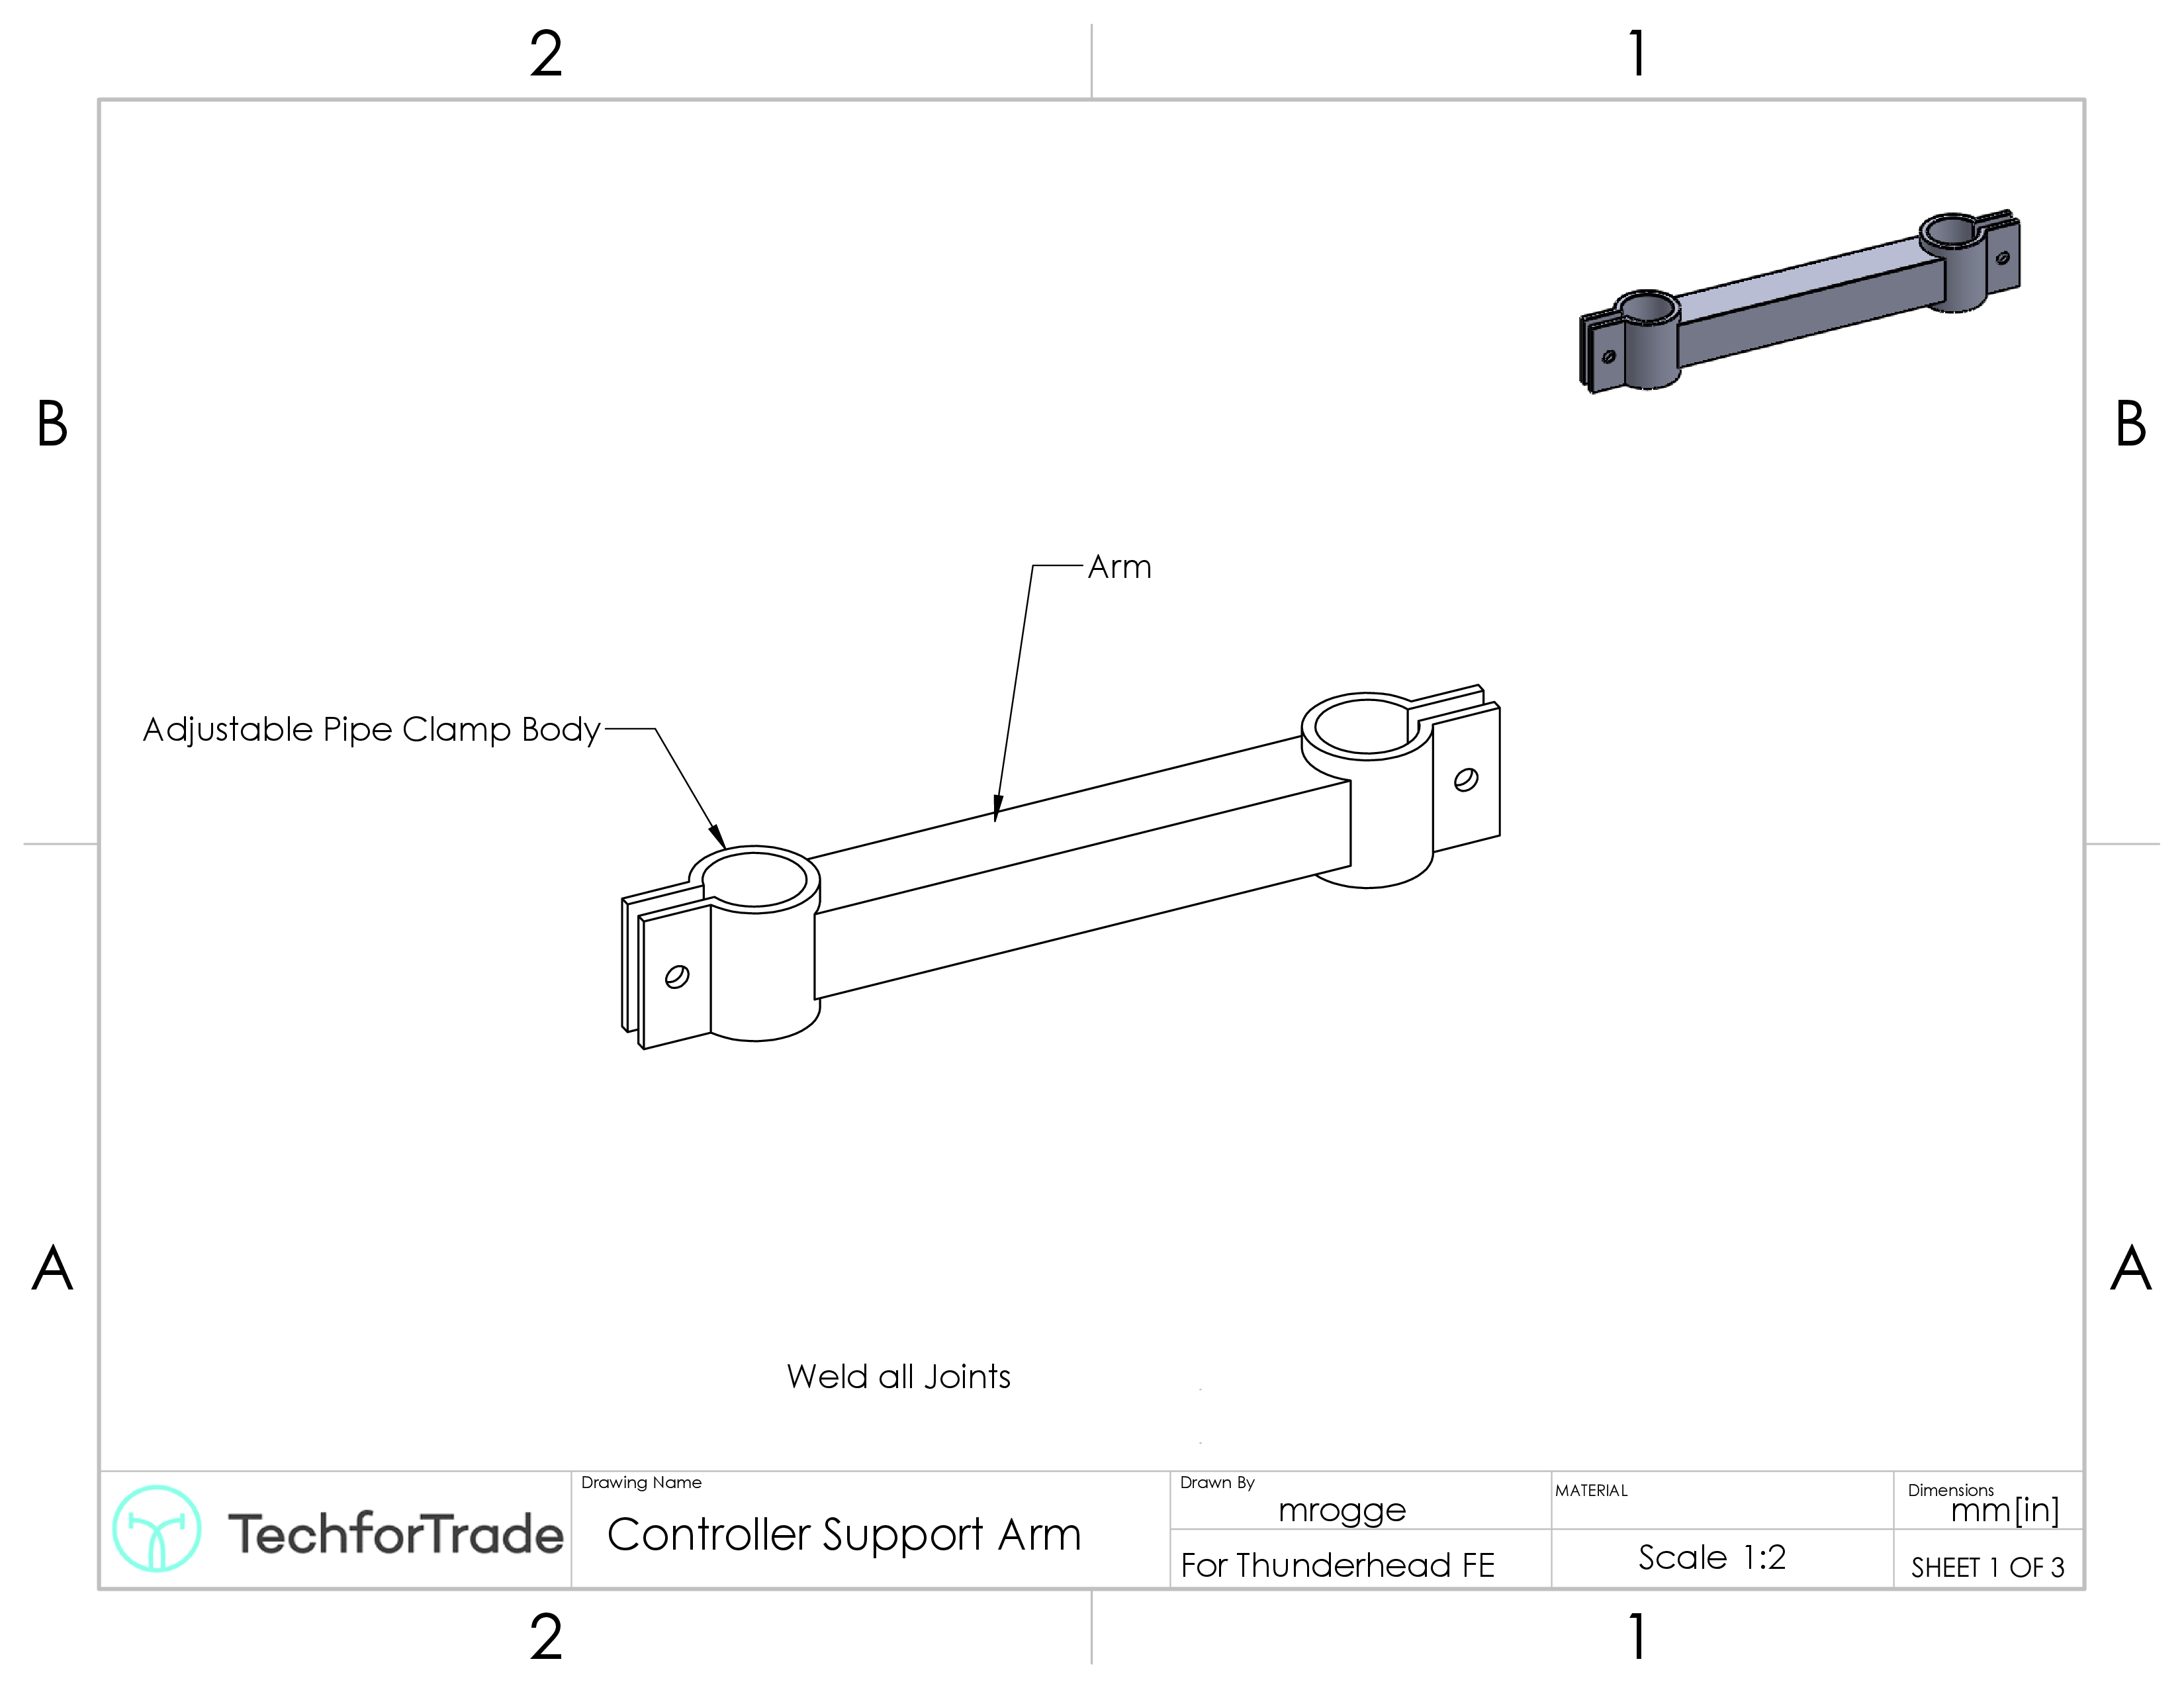 2 1
B B
Arm
Adjustable Pipe Clamp Body
A A
Weld all Joints
TechforTrade
Drawing Name
Controller Support Arm
Drawn By
mrogge
For Thunderhead FE
MATERIAL
Scale 1:2
Dimensions
mm[in]
SHEET 1 OF 3
2 1